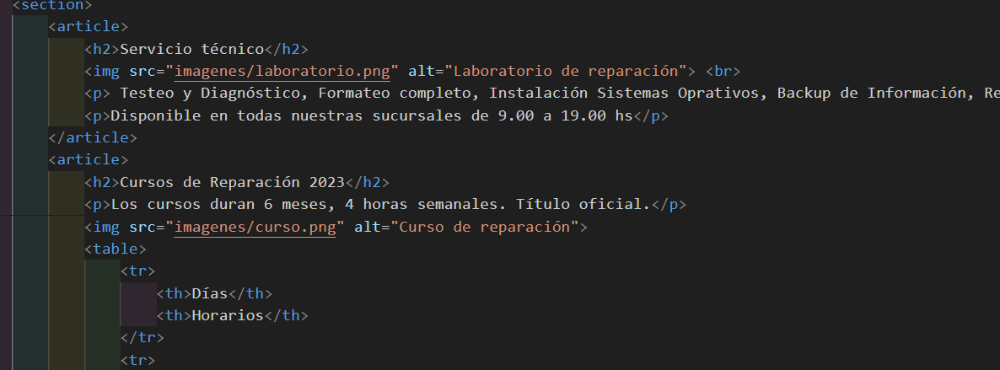 <section>
<article>
<h2>Servicio técnico</h2>
<img src="imagenes/laboratorio.png" alt="Laboratorio de reparación"> <br>
<p> Testeo y Diagnóstico, Formateo completo, Instalación Sistemas Oprativos, Backup de Información, Re
<p>Disponible en todas nuestras sucursales de 9.00 a 19.00 hs</p>
</article>
<article>
<h2>Cursos de Reparación 2023</h2>
<p>Los cursos duran 6 meses, 4 horas semanales. Título oficial.</p>
<img src="imagenes/curso.png" alt="Curso de reparación">
<table>
<tr>
<th>Días</th>
<th>Horarios</th>
</tr>
<tr>